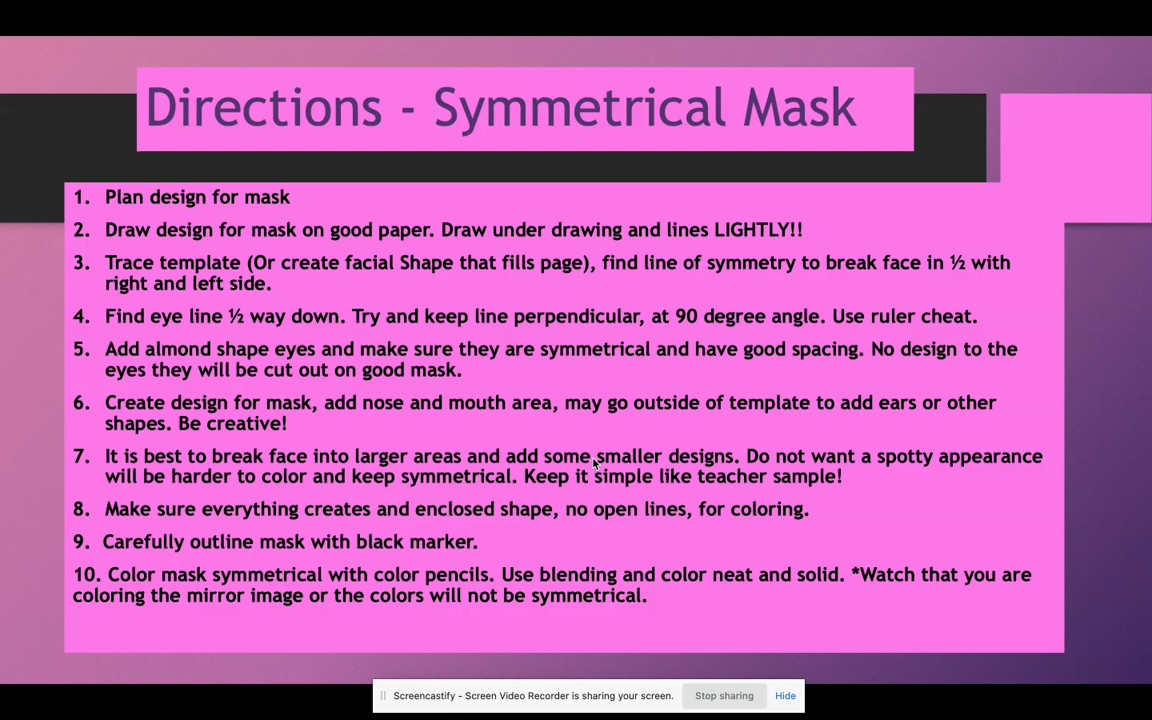 Directions - Symmetrical Mask
1. Plan design for mask
2. Draw design for mask on good paper. Draw under drawing and lines LIGHTLY!!
3. Trace template (Or create facial Shape that fills page), find line of symmetry to break face in ½ with
right and left side.
4. Find eye line ½ way down. Try and keep line perpendicular, at 90 degree angle. Use ruler cheat.
5. Add almond shape eyes and make sure they are symmetrical and have good spacing. No design to the
eyes they will be cut out on good mask.
6. Create design for mask, add nose and mouth area, may go outside of template to add ears or other
shapes. Be creative!
7. It is best to break face into larger areas and add some smaller designs. Do not want a spotty appearance
will be harder to color and keep symmetrical. Keep it simple like teacher sample!
8. Make sure everything creates and enclosed shape, no open lines, for coloring.
9. Carefully outline mask with black marker.
10. Color mask symmetrical with color pencils. Use blending and color neat and solid. *Watch that you are
coloring the mirror image or the colors will not be symmetrical.
Screencastify - Screen Video Recorder is sharing your screen. Stop sharing Hide